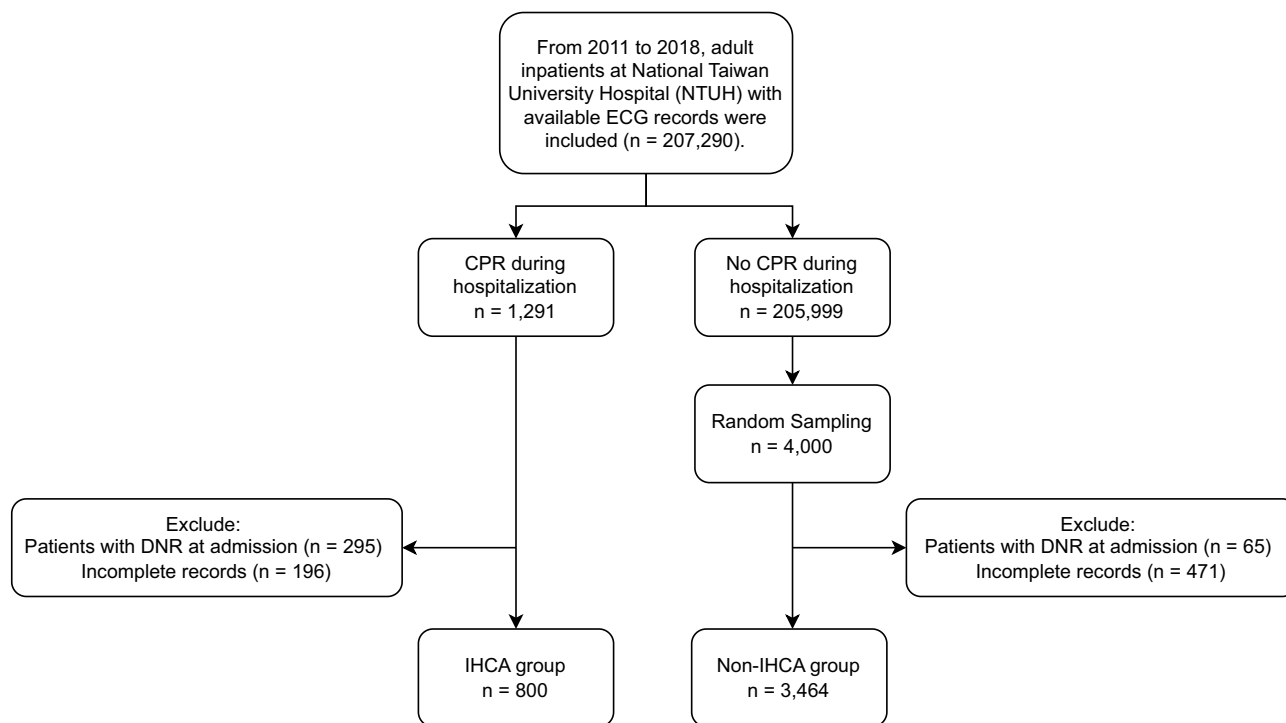 From 2011 to 2018, adult
inpatients at National Taiwan
University Hospital (NTUH) with
available ECG records were
included (n = 207,290).
CPR during
hospitalization
n = 1,291
No CPR during
hospitalization
n = 205,999
Random Sampling
n = 4,000
Exclude:
Patients with DNR at admission (n = 295)
Incomplete records (n = 196)
Exclude:
Patients with DNR at admission (n = 65)
Incomplete records (n = 471)
IHCA group
n = 800
Non-IHCA group
n = 3,464